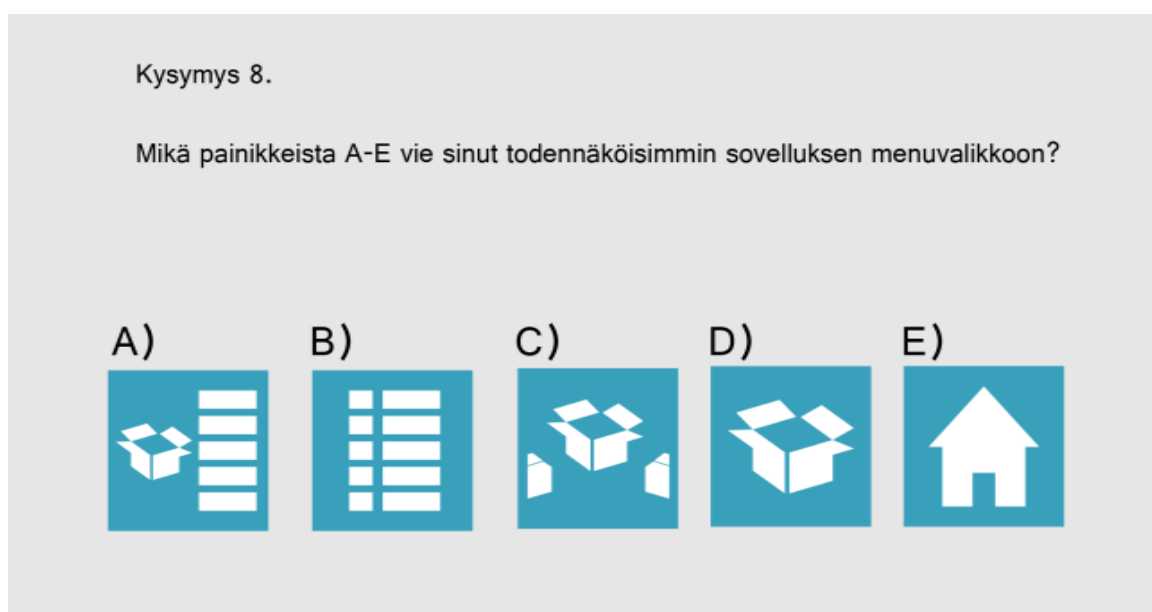 Kysymys 8.
Mikä painikkeista A-E vie sinut todennäköisimmin sovelluksen menuvalikkoon?
A) B) C) D) E)